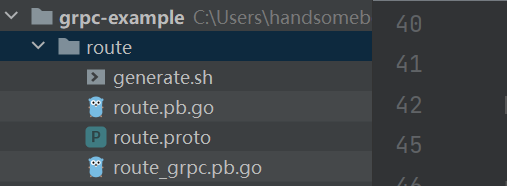 grpc-example C:\Users\handsomeb
route
generate.sh
route.pb.go
route.proto
route_grpc.pb.go
40
41
42
45